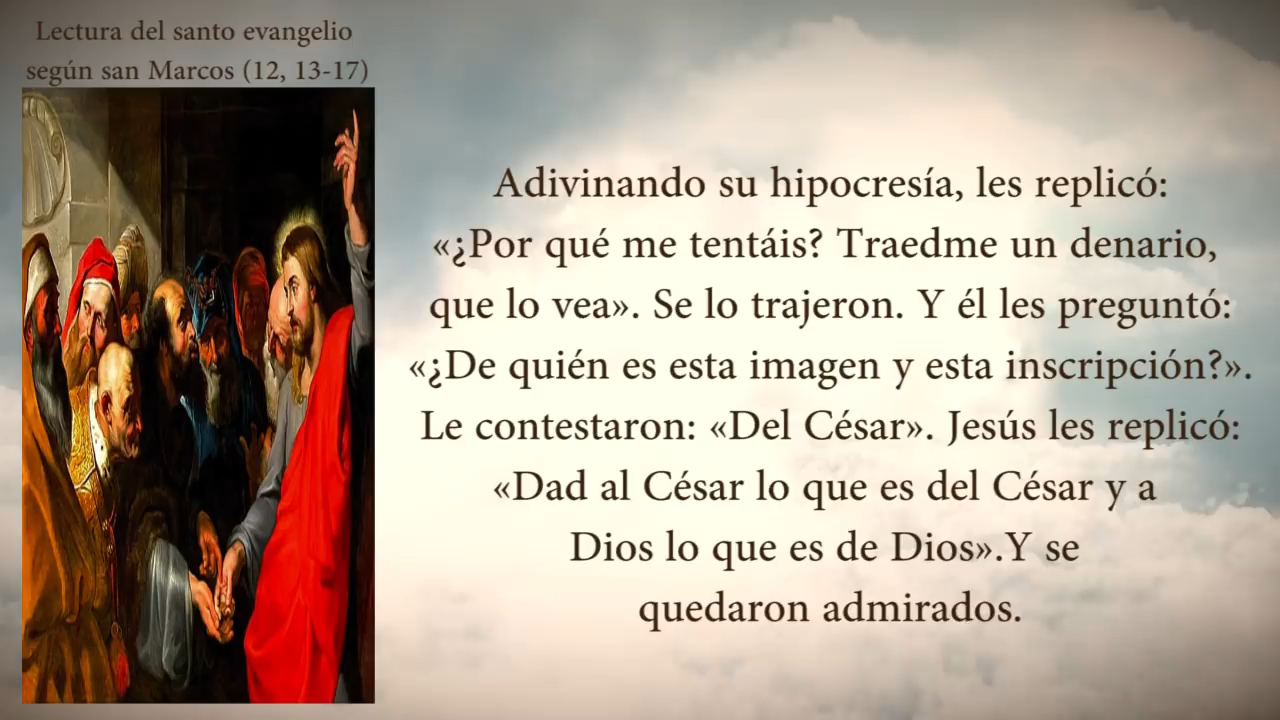 Lectura del santo evangelio
según san Marcos (12, 13-17)
Adivinando su hipocresía, les replicó:
«¿Por qué me tentáis? Traedme un denario,
que lo vea». Se lo trajeron. Y él les preguntó:
«¿De quién es esta imagen y esta inscripción?».
Le contestaron: «Del César». Jesús les replicó:
«Dad al César lo que es del César y a
Dios lo que es de Dios».Y se
quedaron admirados.